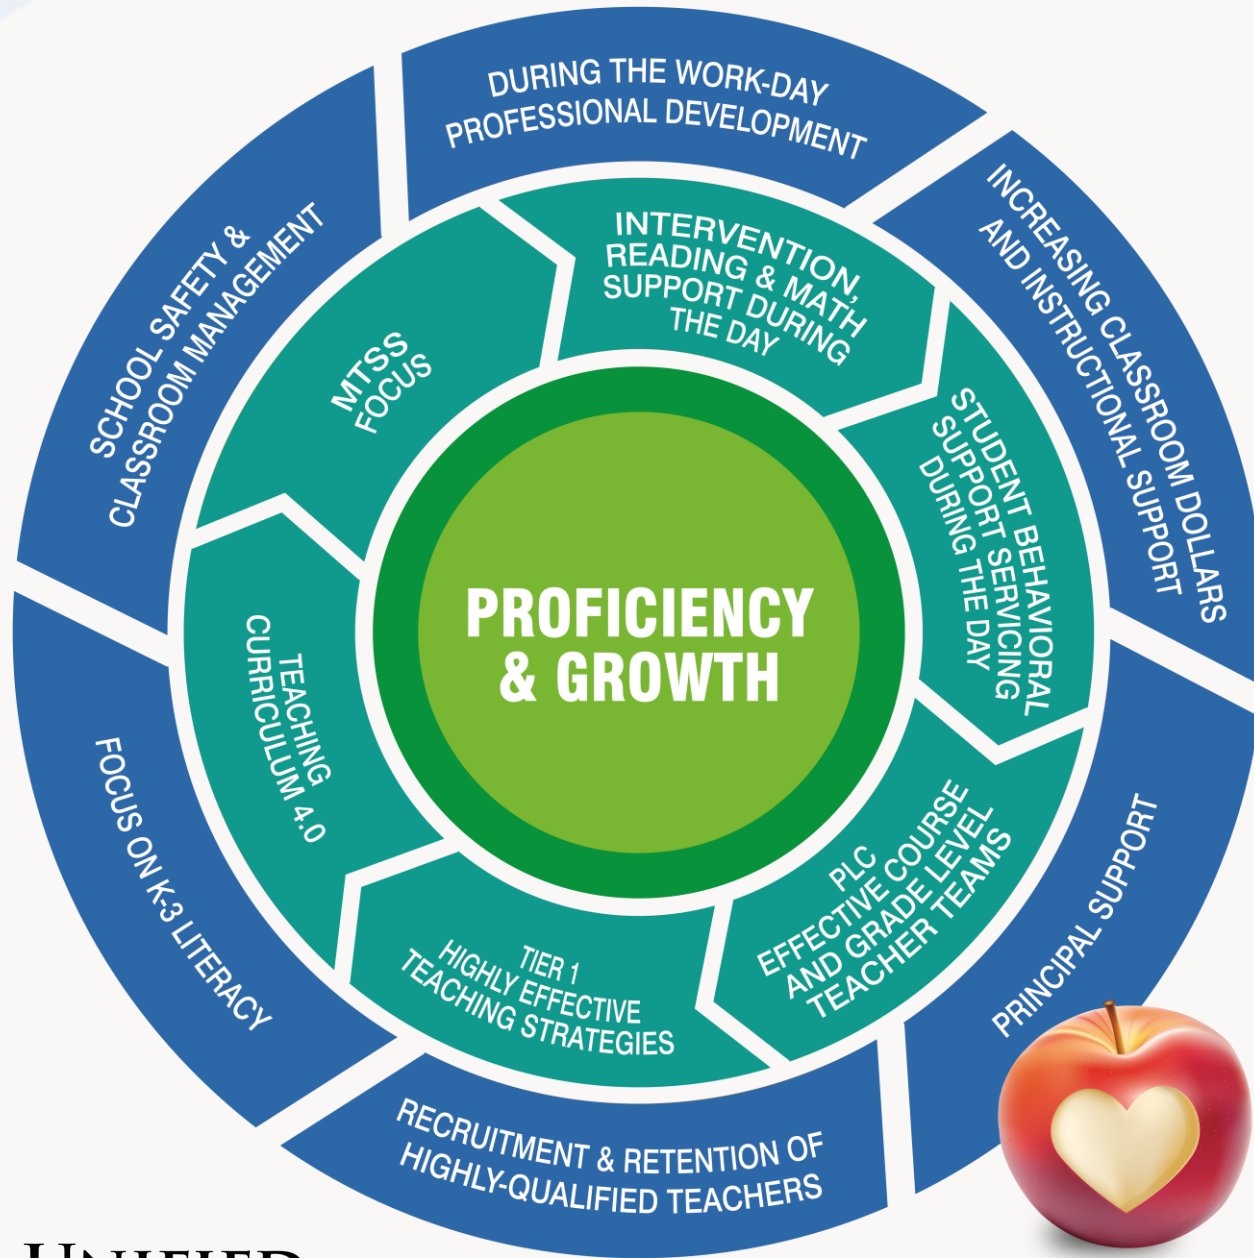 DURING THE WORK-DAY
PROFESSIONAL DEVELOPMENT
INCREASING CLASSROOM DOLLARS
AND INSTRUCTIONAL SUPPORT
PRINCIPAL SUPPORT
RECRUITMENT & RETENTION OF
HIGHLY-QUALIFIED TEACHERS
FOCUS ON K-3 LITERACY
SCHOOL SAFETY &
CLASSROOM MANAGEMENT
INTERVENTION,
READING & MATH
SUPPORT DURING
THE DAY
STUDENT BEHAVIORAL
SUPPORT SERVICING
DURING THE DAY
PLC
EFFECTIVE COURSE
AND GRADE LEVEL
TEACHER TEAMS
TIER 1
HIGHLY EFFECTIVE
TEACHING STRATEGIES
TEACHING
CURRICULUM 4.0
MTSS
FOCUS
PROFICIENCY
& GROWTH
UNIFIED